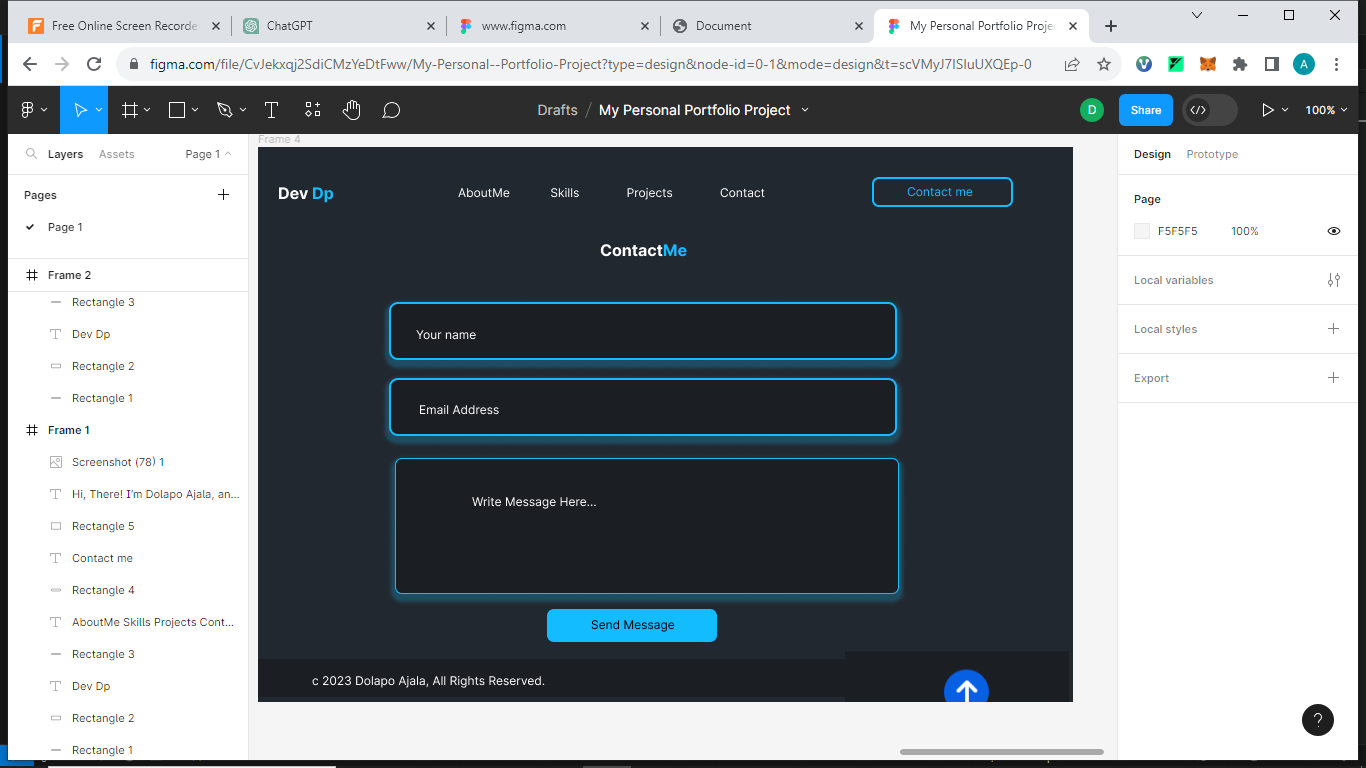 Free Online Screen Recorde
ChatGPT
www.figma.com
Document
My Personal Portfolio Proje
figma.com/file/CvJekxqj2SdiCMzYeDtFww/My-Personal--Portfolio-Project?type=design&node-id=0-1&mode=design&t=scVMyJ7ISluUXQEp-0
A
Drafts / My Personal Portfolio Project
D
Share
100%
Layers
Assets
Page 1
Pages
Page 1
Frame 2
Rectangle 3
Dev Dp
Rectangle 2
Rectangle 1
Frame 1
Screenshot (78) 1
Hi, There! I'm Dolapo Ajala, an...
Rectangle 5
Contact me
Rectangle 4
AboutMe Skills Projects Cont...
Rectangle 3
Dev Dp
Rectangle 2
Rectangle 1
Frame 4
Dev Dp
AboutMe
Skills
Projects
Contact
Contact me
ContactMe
Your name
Email Address
Write Message Here...
Send Message
c 2023 Dolapo Ajala, All Rights Reserved.
Design
Prototype
Page
F5F5F5
100%
Local variables
Local styles
Export
?